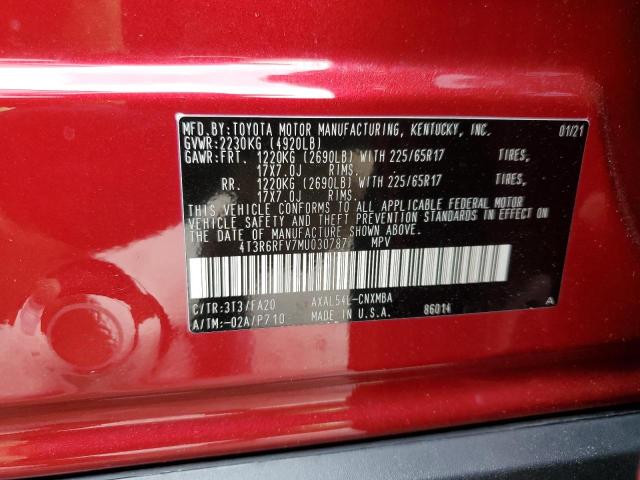 MFD. BY: TOYOTA MOTOR MANUFACTURING, KENTUCKY, INC. 01/21
GVWR: 2230KG (4920LB)
GAWR: FRT. 1220KG (2690LB) WITH 225/65R17 TIRES,
17X7.0J RIMS
RR. 1220KG (2690LB) WITH 225/65R17 TIRES,
17X7.0J RIMS
THIS VEHICLE CONFORMS TO ALL APPLICABLE FEDERAL MOTOR
VEHICLE SAFETY AND THEFT PREVENTION STANDARDS IN
EFFECT ON THE DATE OF MANUFACTURE SHOWN ABOVE.
4T3R6RFV7MU030787 MPV
C/TR: 3T3/FA20 AXAL54L-CNXMBA
A/TM: -02A/P710 MADE IN U.S.A. 86014 A